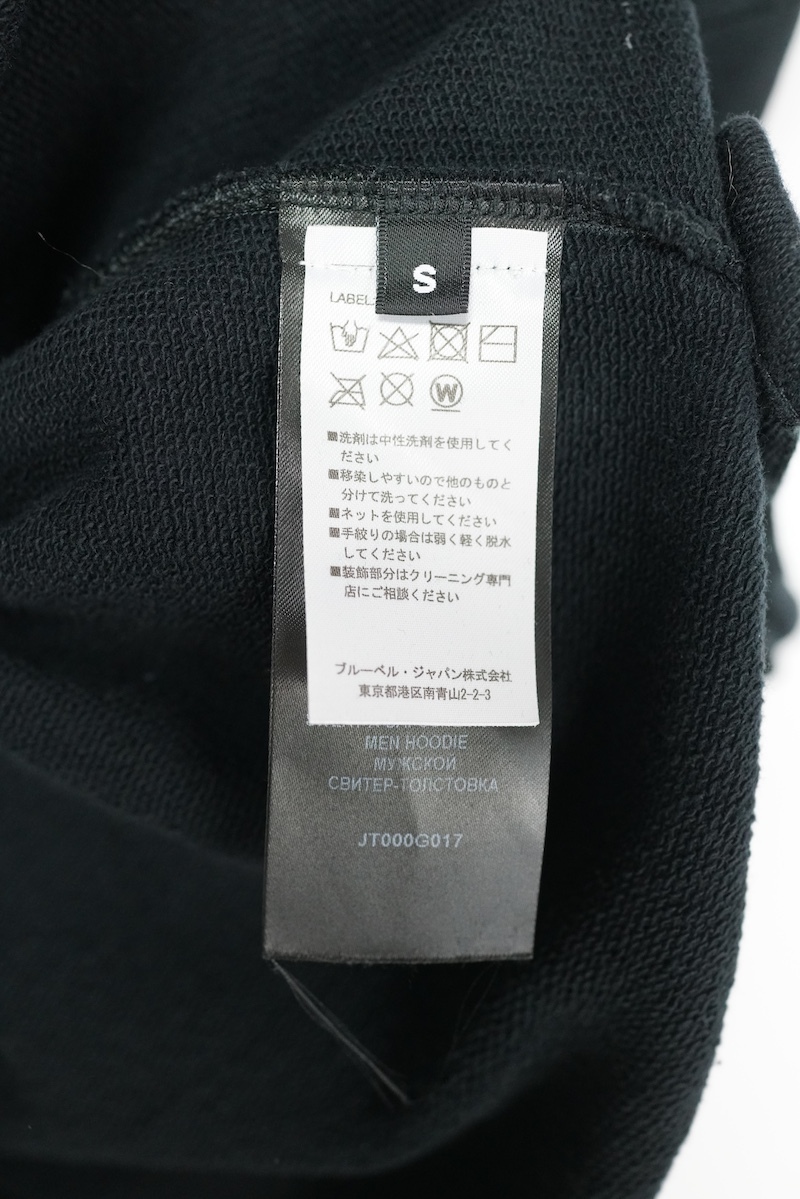 S
LABEL:
W
■洗剤は中性洗剤を使用してく
ださい
■移染しやすいので他のものと
分けて洗ってください
■ネットを使用してください
■手絞りの場合は弱く軽く脱水
してください
■装飾部分はクリーニング専門
店にご相談ください
ブルーベル・ジャパン株式会社
東京都港区南青山2-2-3
MEN HOODIE
МУЖСКОЙ
СВИТЕР-ТОЛСТОВКА
JT000G017